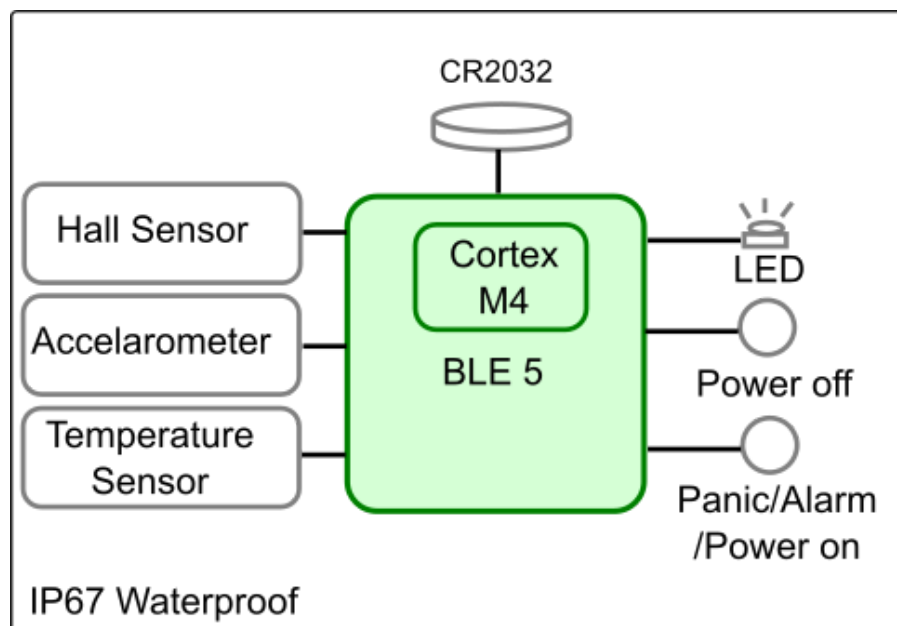 CR2032
Hall Sensor
Accelarometer
Temperature
Sensor
Cortex
M4
BLE 5
LED
Power off
Panic/Alarm
/Power on
IP67 Waterproof